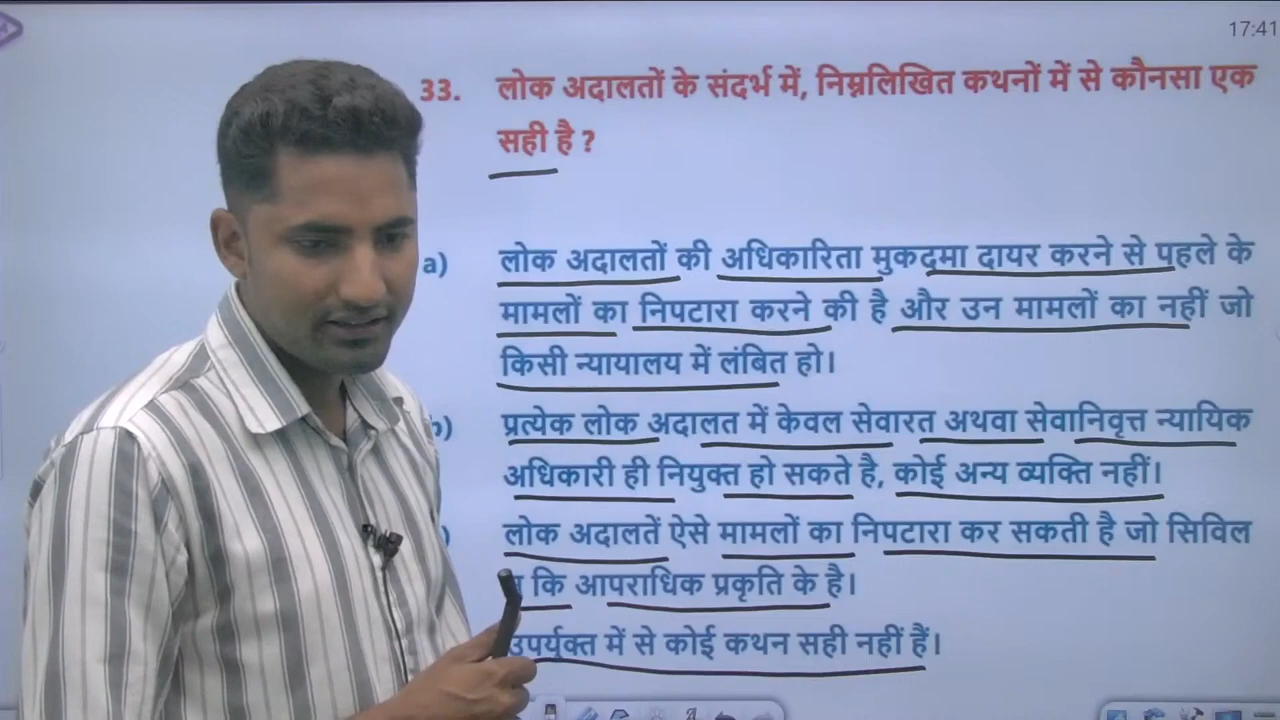 17:41
33. लोक अदालतों के संदर्भ में, निम्नलिखित कथनों में से कौनसा एक
सही है ?
a) लोक अदालतों की अधिकारिता मुकदमा दायर करने से पहले के
मामलों का निपटारा करने की है और उन मामलों का नहीं जो
किसी न्यायालय में लंबित हो।
b) प्रत्येक लोक अदालत में केवल सेवारत अथवा सेवानिवृत्त न्यायिक
अधिकारी ही नियुक्त हो सकते है, कोई अन्य व्यक्ति नहीं।
) लोक अदालतें ऐसे मामलों का निपटारा कर सकती है जो सिविल
कि आपराधिक प्रकृति के है।
उपर्युक्त में से कोई कथन सही नहीं हैं।